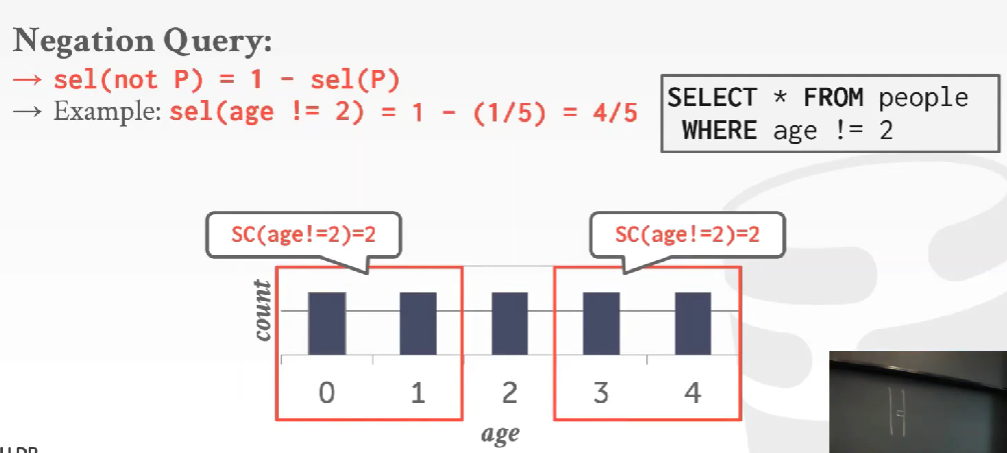 Negation Query:
→ sel(not P) = 1 - sel(P)
→ Example: sel(age != 2) = 1 - (1/5) = 4/5
SELECT * FROM people
WHERE age != 2
SC(age!=2)=2
SC(age!=2)=2
count
0 1 2 3 4
age